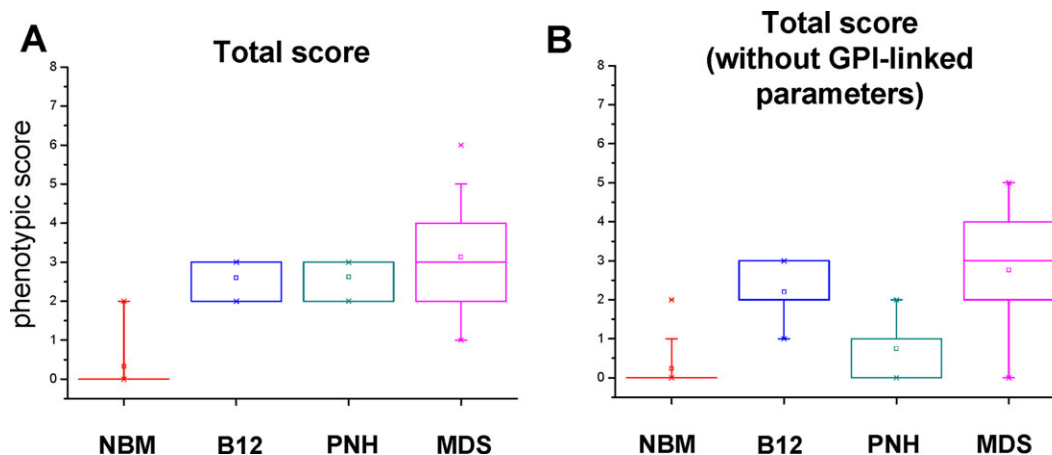 A
Total score
phenotypic score
8
7
6
5
4
3
2
1
0
NBM B12 PNH MDS
B
Total score
(without GPI-linked
parameters)
8
7
6
5
4
3
2
1
0
NBM B12 PNH MDS